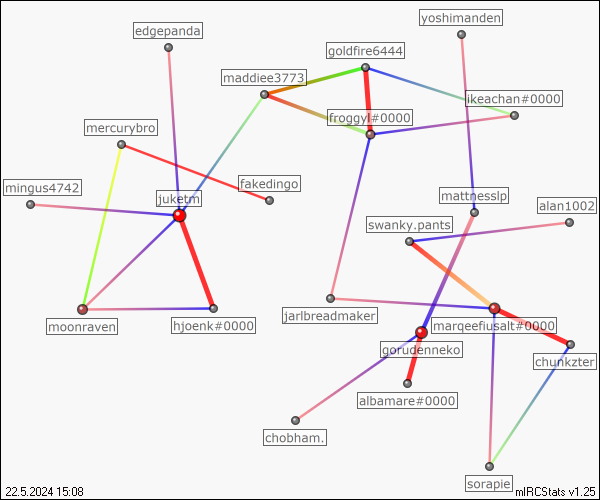 yoshimanden
edgepanda
goldfire6444
maddiee3773
ikeachan#0000
froggyl#0000
mercurybro
fakedingo
mingus4742
juketm
mattnesslp
alan1002
swanky.pants
jarlbreadmaker
moonraven
hjoenk#0000
marqeefiusalt#0000
gorudenneko
chunkzter
albamare#0000
chobham.
sorapie
22.5.2024 15:08
mIRCStats v1.25